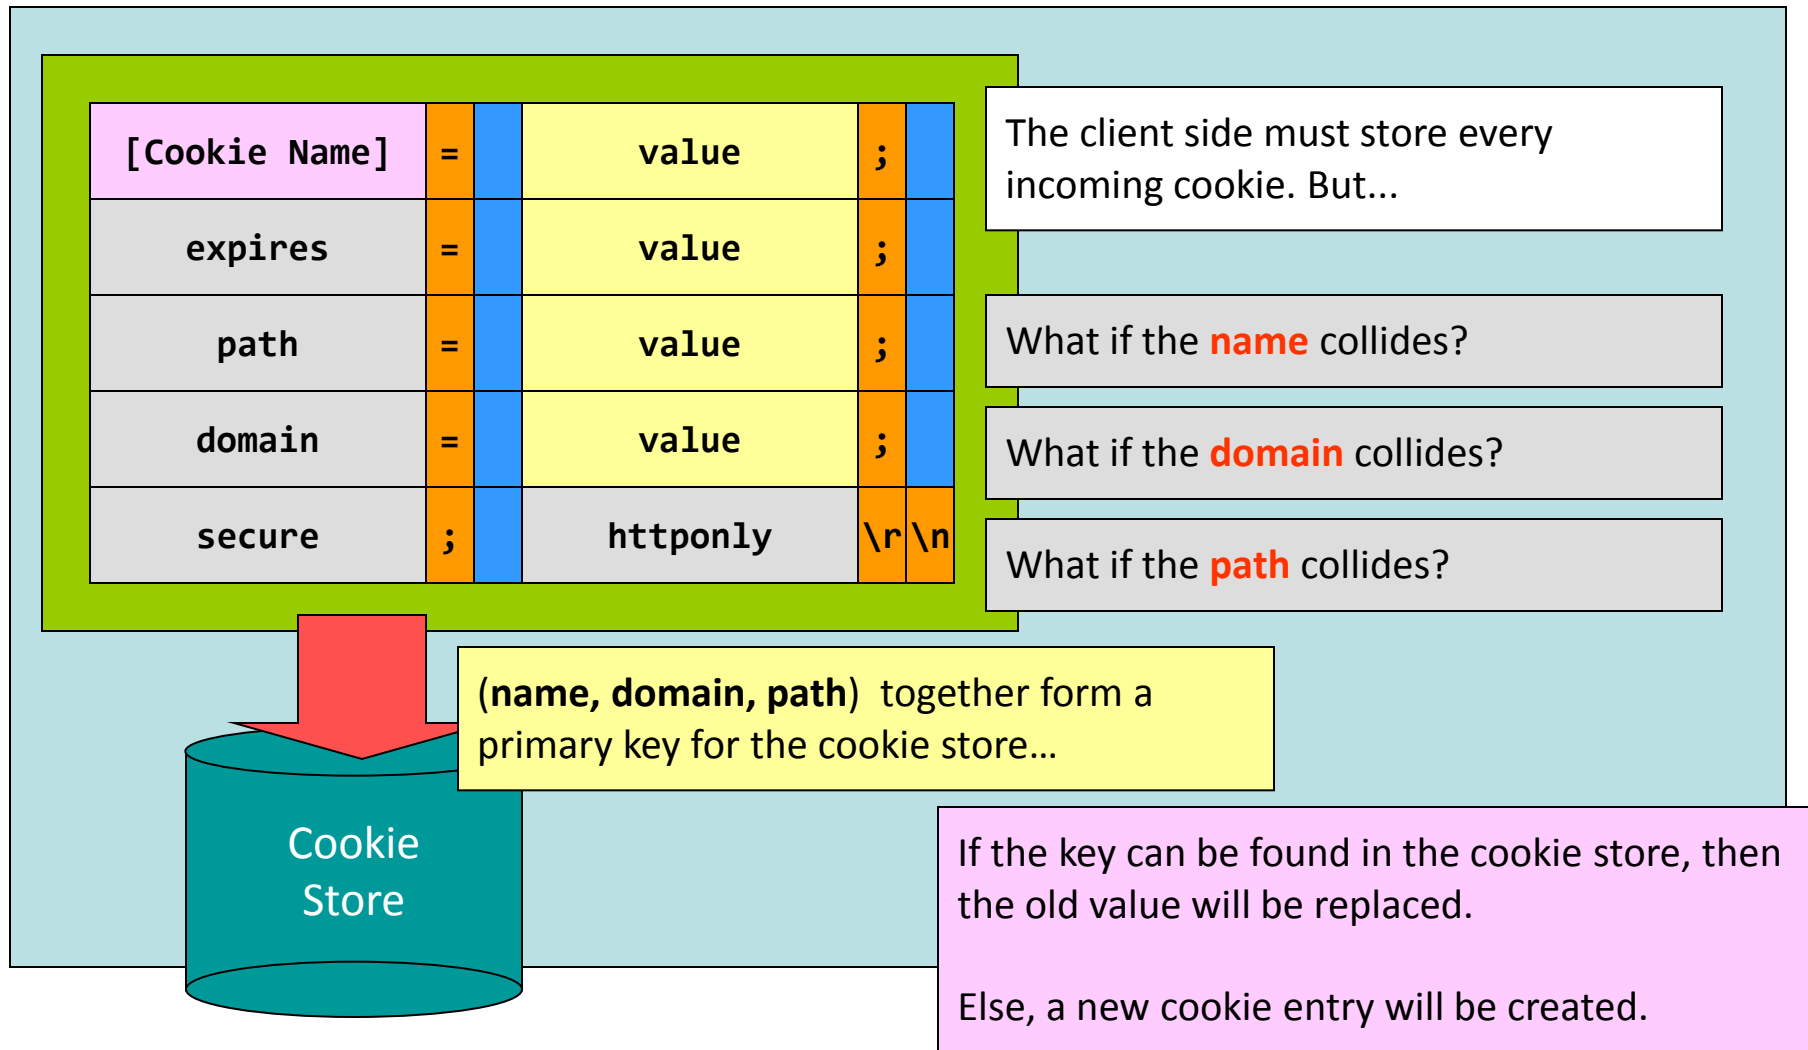 [Cookie Name] = value ;
expires = value ;
path = value ;
domain = value ;
secure ; httponly \r \n
The client side must store every
incoming cookie. But...
What if the name collides?
What if the domain collides?
What if the path collides?
(name, domain, path) together form a
primary key for the cookie store…
Cookie
Store
If the key can be found in the cookie store, then
the old value will be replaced.
Else, a new cookie entry will be created.